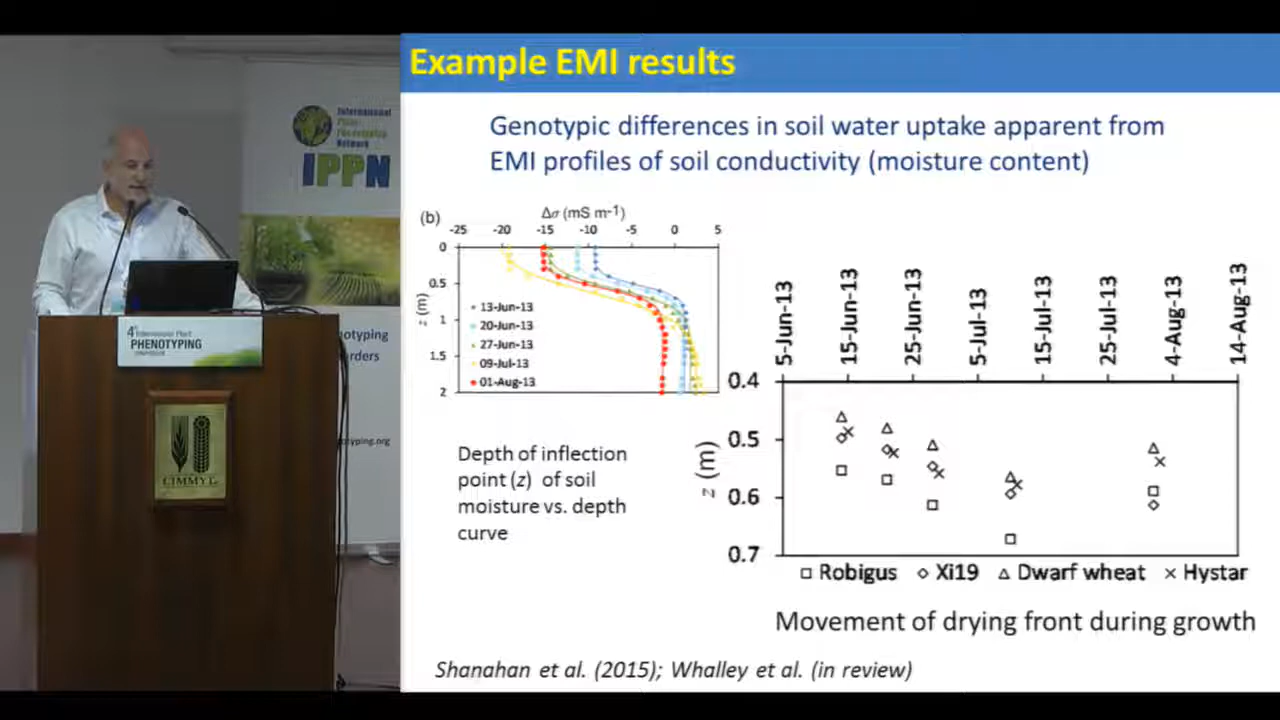 Example EMI results
Genotypic differences in soil water uptake apparent from
EMI profiles of soil conductivity (moisture content)
(b)
Δσ (mS m-1)
-25 -20 -15 -10 -5 0 5
0
0.5
1
1.5
2
z (m)
13-Jun-13
20-Jun-13
27-Jun-13
09-Jul-13
01-Aug-13
Depth of inflection
point (z) of soil
moisture vs. depth
curve
5-Jun-13
15-Jun-13
25-Jun-13
5-Jul-13
15-Jul-13
25-Jul-13
4-Aug-13
14-Aug-13
0.4
0.5
0.6
0.7
z (m)
Robigus Xi19 Dwarf wheat Hystar
Movement of drying front during growth
Shanahan et al. (2015); Whalley et al. (in review)
International
Plant
Phenotyping
Network
IPPN
4th International Plant
PHENOTYPING
SYMPOSIUM
CIMMYT